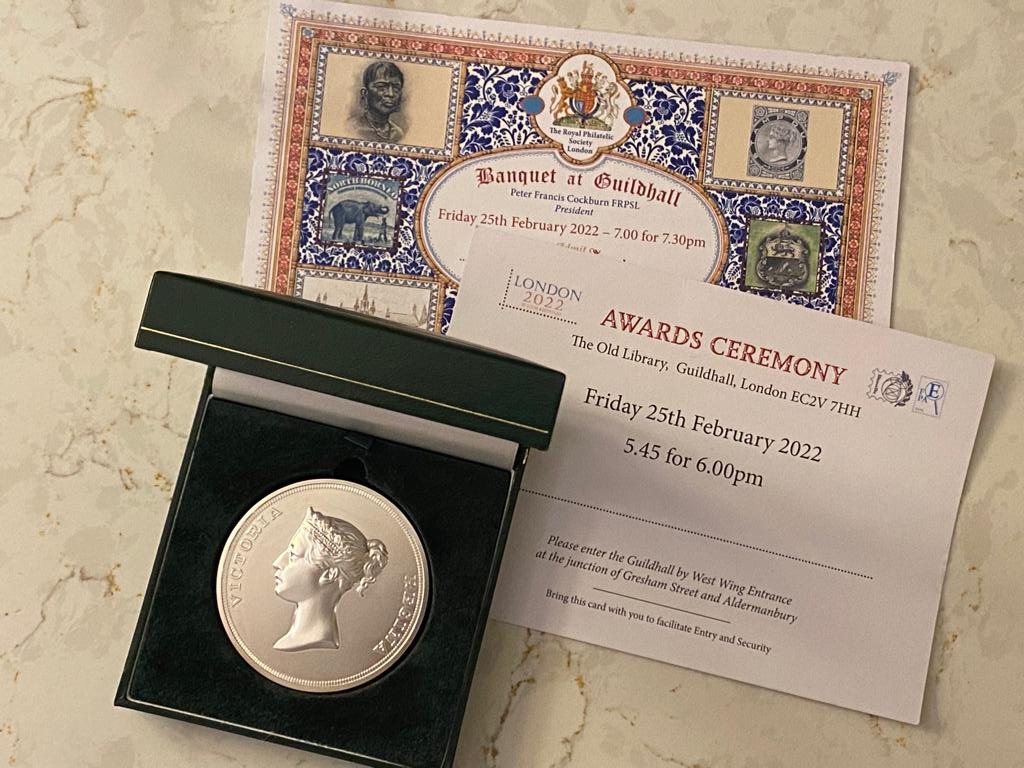 The Royal Philatelic
Society
London
Banquet at Guildhall
Peter Francis Cockburn FRPSL
President
Friday 25th February 2022 – 7.00 for 7.30pm
Admit
NORTH BORNEO
LONDON
2022
AWARDS CEREMONY
The Old Library, Guildhall, London EC2V 7HH
Friday 25th February 2022
5.45 for 6.00pm
Please enter the Guildhall by West Wing Entrance
at the junction of Gresham Street and Aldermanbury
Bring this card with you to facilitate Entry and Security
VICTORIA
REGINA